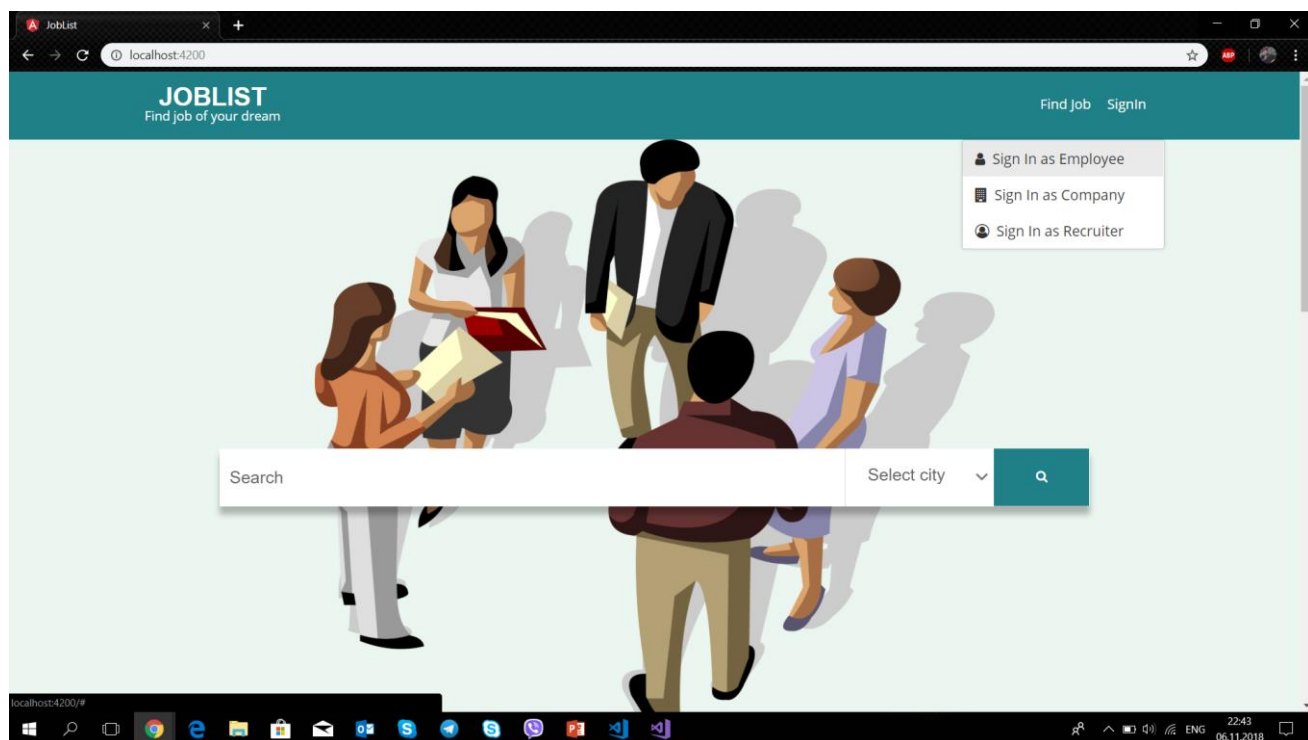 JobList
localhost:4200
ABP
JOBLIST
Find job of your dream
Find Job SignIn
Sign In as Employee
Sign In as Company
Sign In as Recruiter
Search
Select city
localhost:4200/#
ENG
22:43
06.11.2018